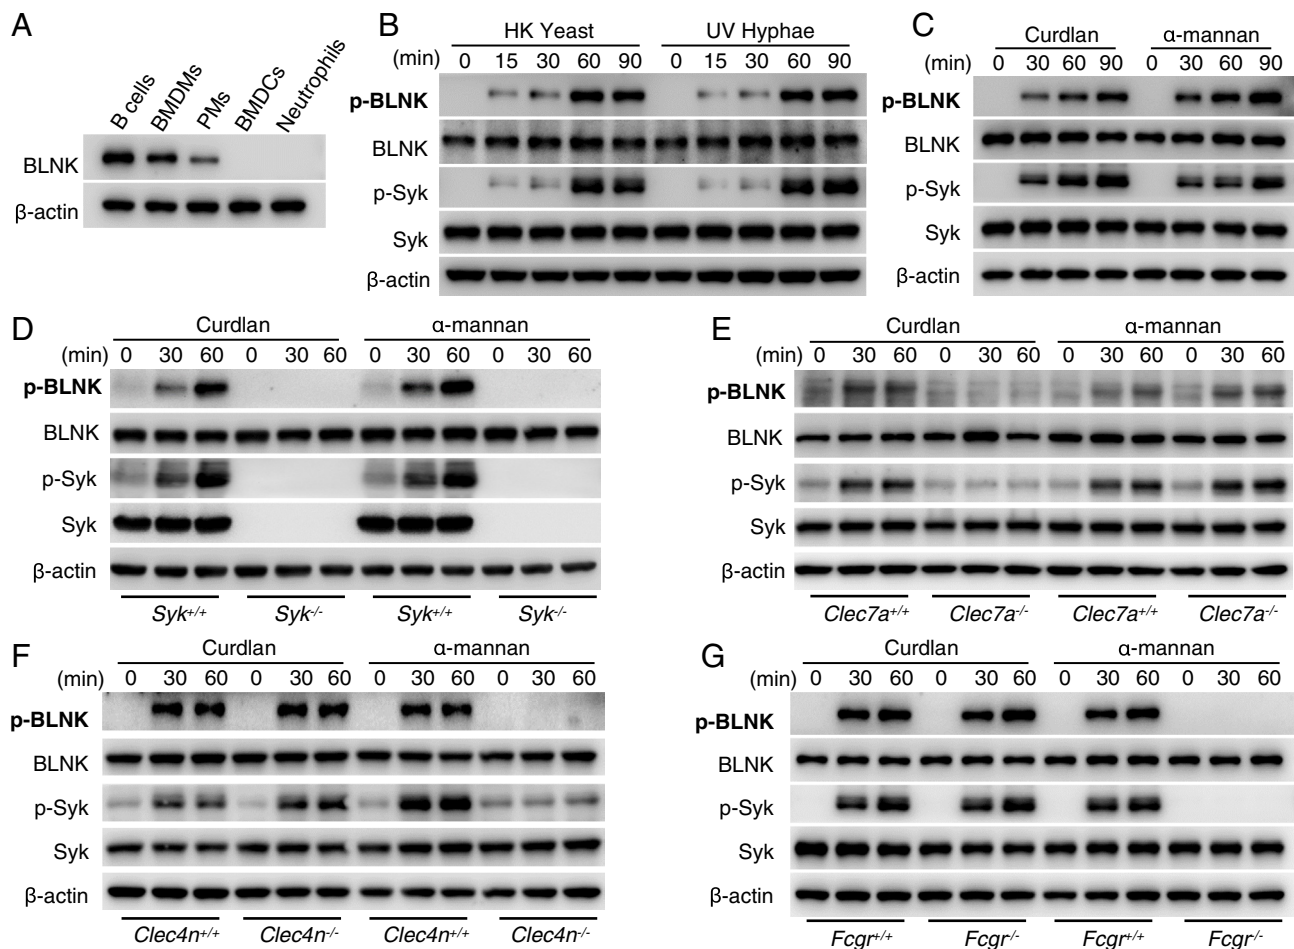 A
B cells BMDMs PMs BMDCs Neutrophils
BLNK
β-actin
B
HK Yeast UV Hyphae
(min) 0 15 30 60 90 0 15 30 60 90
p-BLNK
BLNK
p-Syk
Syk
β-actin
C
Curdlan α-mannan
(min) 0 30 60 90 0 30 60 90
p-BLNK
BLNK
p-Syk
Syk
β-actin
D
Curdlan α-mannan
(min) 0 30 60 0 30 60 0 30 60 0 30 60
p-BLNK
BLNK
p-Syk
Syk
β-actin
Syk+/+ Syk-/- Syk+/+ Syk-/-
E
Curdlan α-mannan
(min) 0 30 60 0 30 60 0 30 60 0 30 60
p-BLNK
BLNK
p-Syk
Syk
β-actin
Clec7a+/+ Clec7a-/- Clec7a+/+ Clec7a-/-
F
Curdlan α-mannan
(min) 0 30 60 0 30 60 0 30 60 0 30 60
p-BLNK
BLNK
p-Syk
Syk
β-actin
Clec4n+/+ Clec4n-/- Clec4n+/+ Clec4n-/-
G
Curdlan α-mannan
(min) 0 30 60 0 30 60 0 30 60 0 30 60
p-BLNK
BLNK
p-Syk
Syk
β-actin
Fcgr+/+ Fcgr-/- Fcgr+/+ Fcgr-/-